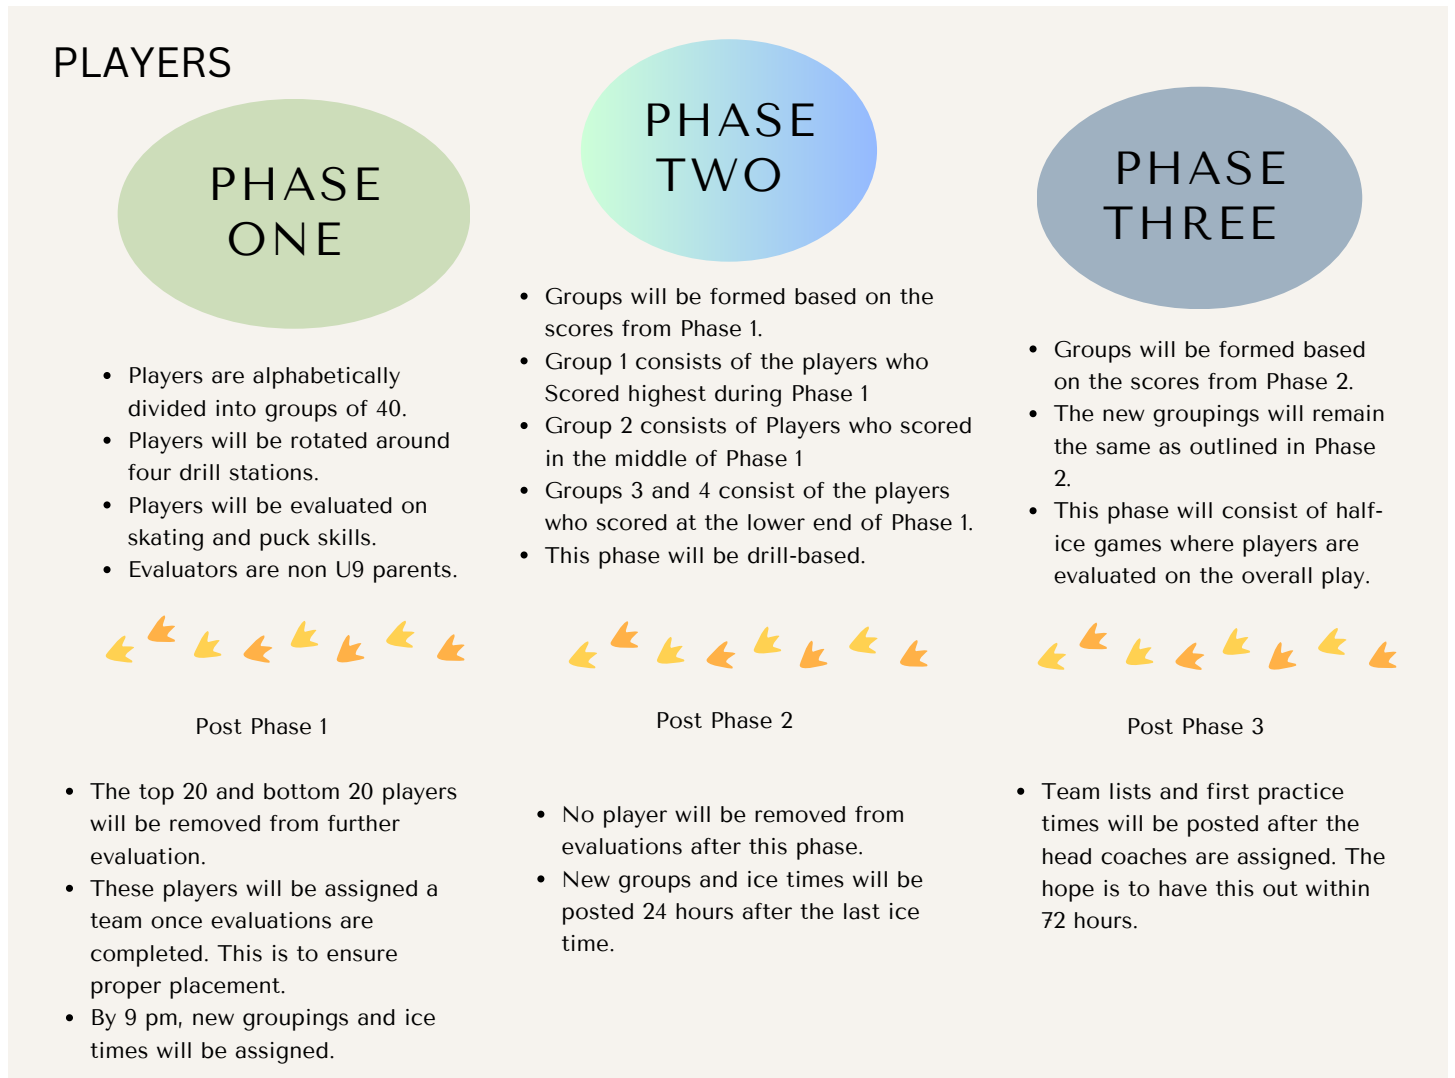 PLAYERS
PHASE
ONE
• Players are alphabetically
divided into groups of 40.
• Players will be rotated around
four drill stations.
• Players will be evaluated on
skating and puck skills.
• Evaluators are non U9 parents.
Post Phase 1
• The top 20 and bottom 20 players
will be removed from further
evaluation.
• These players will be assigned a
team once evaluations are
completed. This is to ensure
proper placement.
• By 9 pm, new groupings and ice
times will be assigned.
PHASE
TWO
• Groups will be formed based on the
scores from Phase 1.
• Group 1 consists of the players who
Scored highest during Phase 1
• Group 2 consists of Players who scored
in the middle of Phase 1
• Groups 3 and 4 consist of the players
who scored at the lower end of Phase 1.
• This phase will be drill-based.
Post Phase 2
• No player will be removed from
evaluations after this phase.
• New groups and ice times will be
posted 24 hours after the last ice
time.
PHASE
THREE
• Groups will be formed based
on the scores from Phase 2.
• The new groupings will remain
the same as outlined in Phase
2.
• This phase will consist of half-
ice games where players are
evaluated on the overall play.
Post Phase 3
• Team lists and first practice
times will be posted after the
head coaches are assigned. The
hope is to have this out within
72 hours.